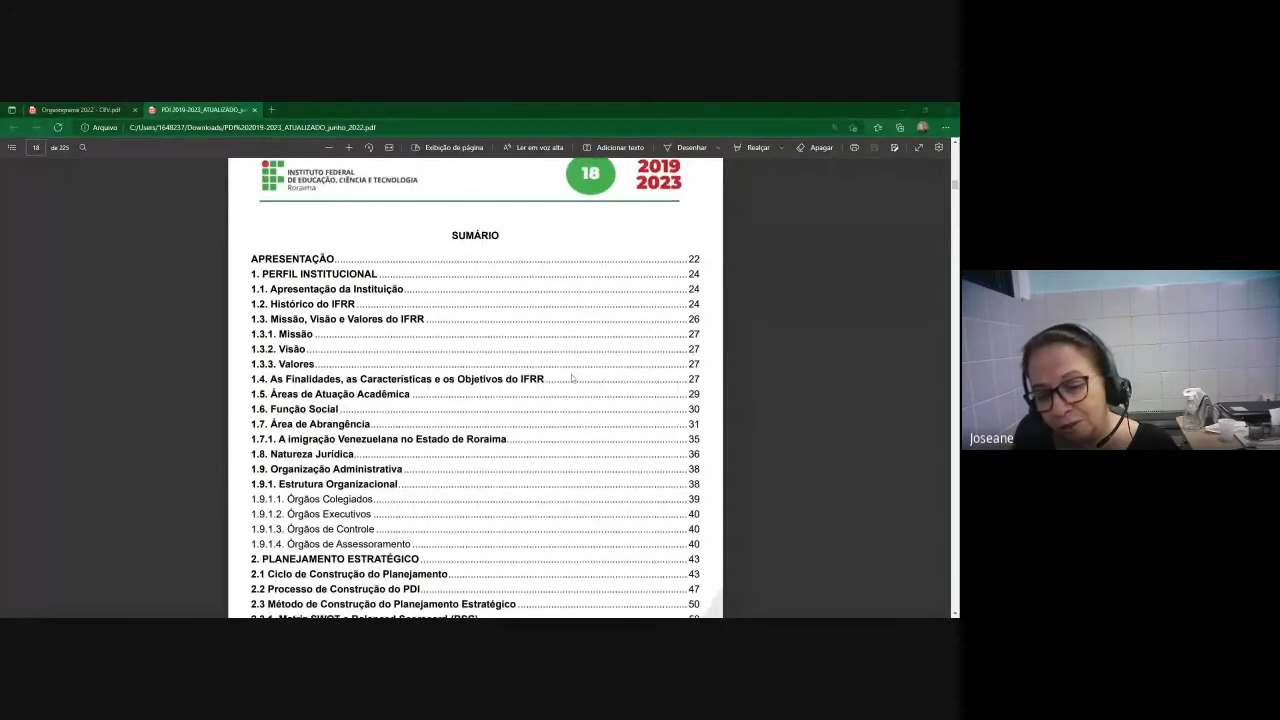 Organograma 2022 - CBV.pdf
PDI 2019-2023_ATUALIZADO_ju
Arquivo
C:/Users/1648237/Downloads/PDI%202019-2023_ATUALIZADO_junho_2022.pdf
18 de 225
Exibição de página
Ler em voz alta
Adicionar texto
Desenhar
Realçar
Apagar
INSTITUTO FEDERAL
DE EDUCAÇÃO, CIÊNCIA E TECNOLOGIA
Roraima
18
2019
2023
SUMÁRIO
APRESENTAÇÃO 22
1. PERFIL INSTITUCIONAL 24
1.1. Apresentação da Instituição 24
1.2. Histórico do IFRR 24
1.3. Missão, Visão e Valores do IFRR 26
1.3.1. Missão 27
1.3.2. Visão 27
1.3.3. Valores 27
1.4. As Finalidades, as Características e os Objetivos do IFRR 27
1.5. Áreas de Atuação Acadêmica 29
1.6. Função Social 30
1.7. Área de Abrangência 31
1.7.1. A imigração Venezuelana no Estado de Roraima 35
1.8. Natureza Jurídica 36
1.9. Organização Administrativa 38
1.9.1. Estrutura Organizacional 38
1.9.1.1. Órgãos Colegiados 39
1.9.1.2. Órgãos Executivos 40
1.9.1.3. Órgãos de Controle 40
1.9.1.4. Órgãos de Assessoramento 40
2. PLANEJAMENTO ESTRATÉGICO 43
2.1 Ciclo de Construção do Planejamento 43
2.2 Processo de Construção do PDI 47
2.3 Método de Construção do Planejamento Estratégico 50
Joseane